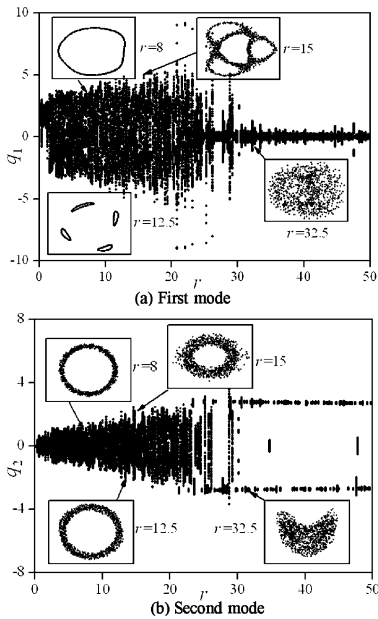 10
r=8
r=15
5
q1
0
-5
r=12.5
r=32.5
-10
0 10 20 30 40 50
r
(a) First mode
8
r=15
r=8
4
q2
0
-4
r=12.5
r=32.5
-8
0 10 20 30 40 50
r
(b) Second mode